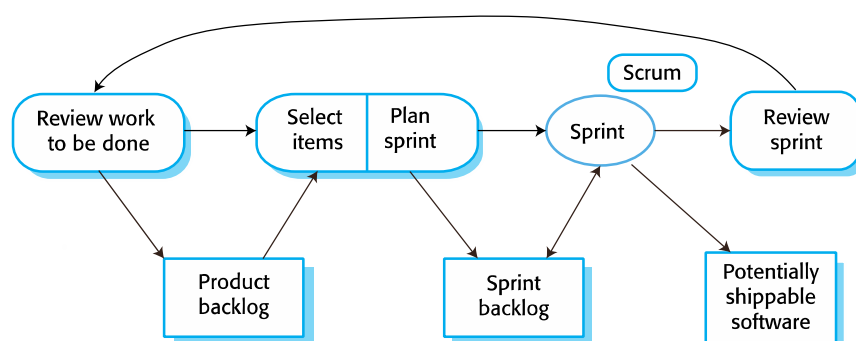 Scrum
Review work
to be done
Select
items
Plan
sprint
Sprint
Review
sprint
Product
backlog
Sprint
backlog
Potentially
shippable
software